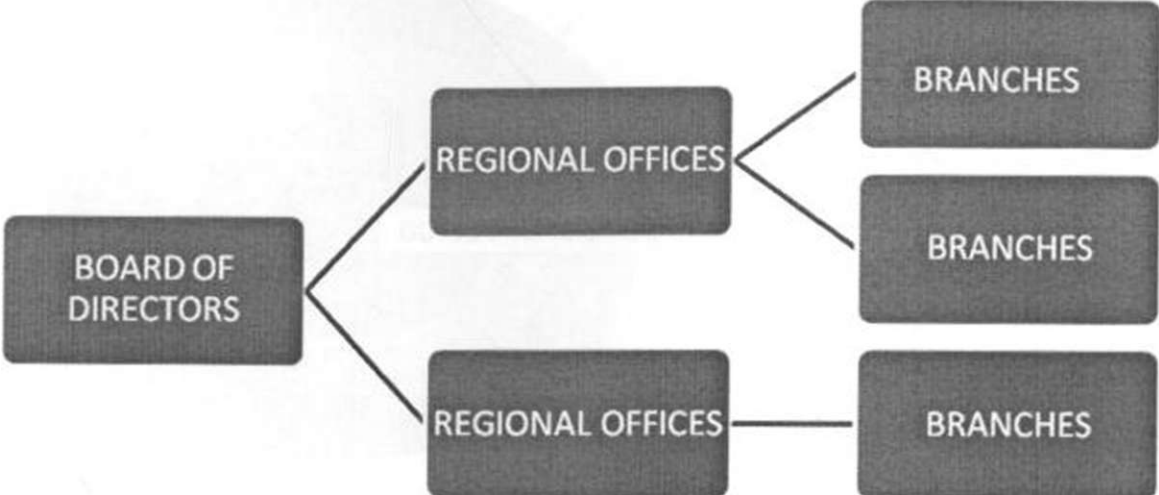 BOARD OF
DIRECTORS
REGIONAL OFFICES
BRANCHES
BRANCHES
REGIONAL OFFICES
BRANCHES